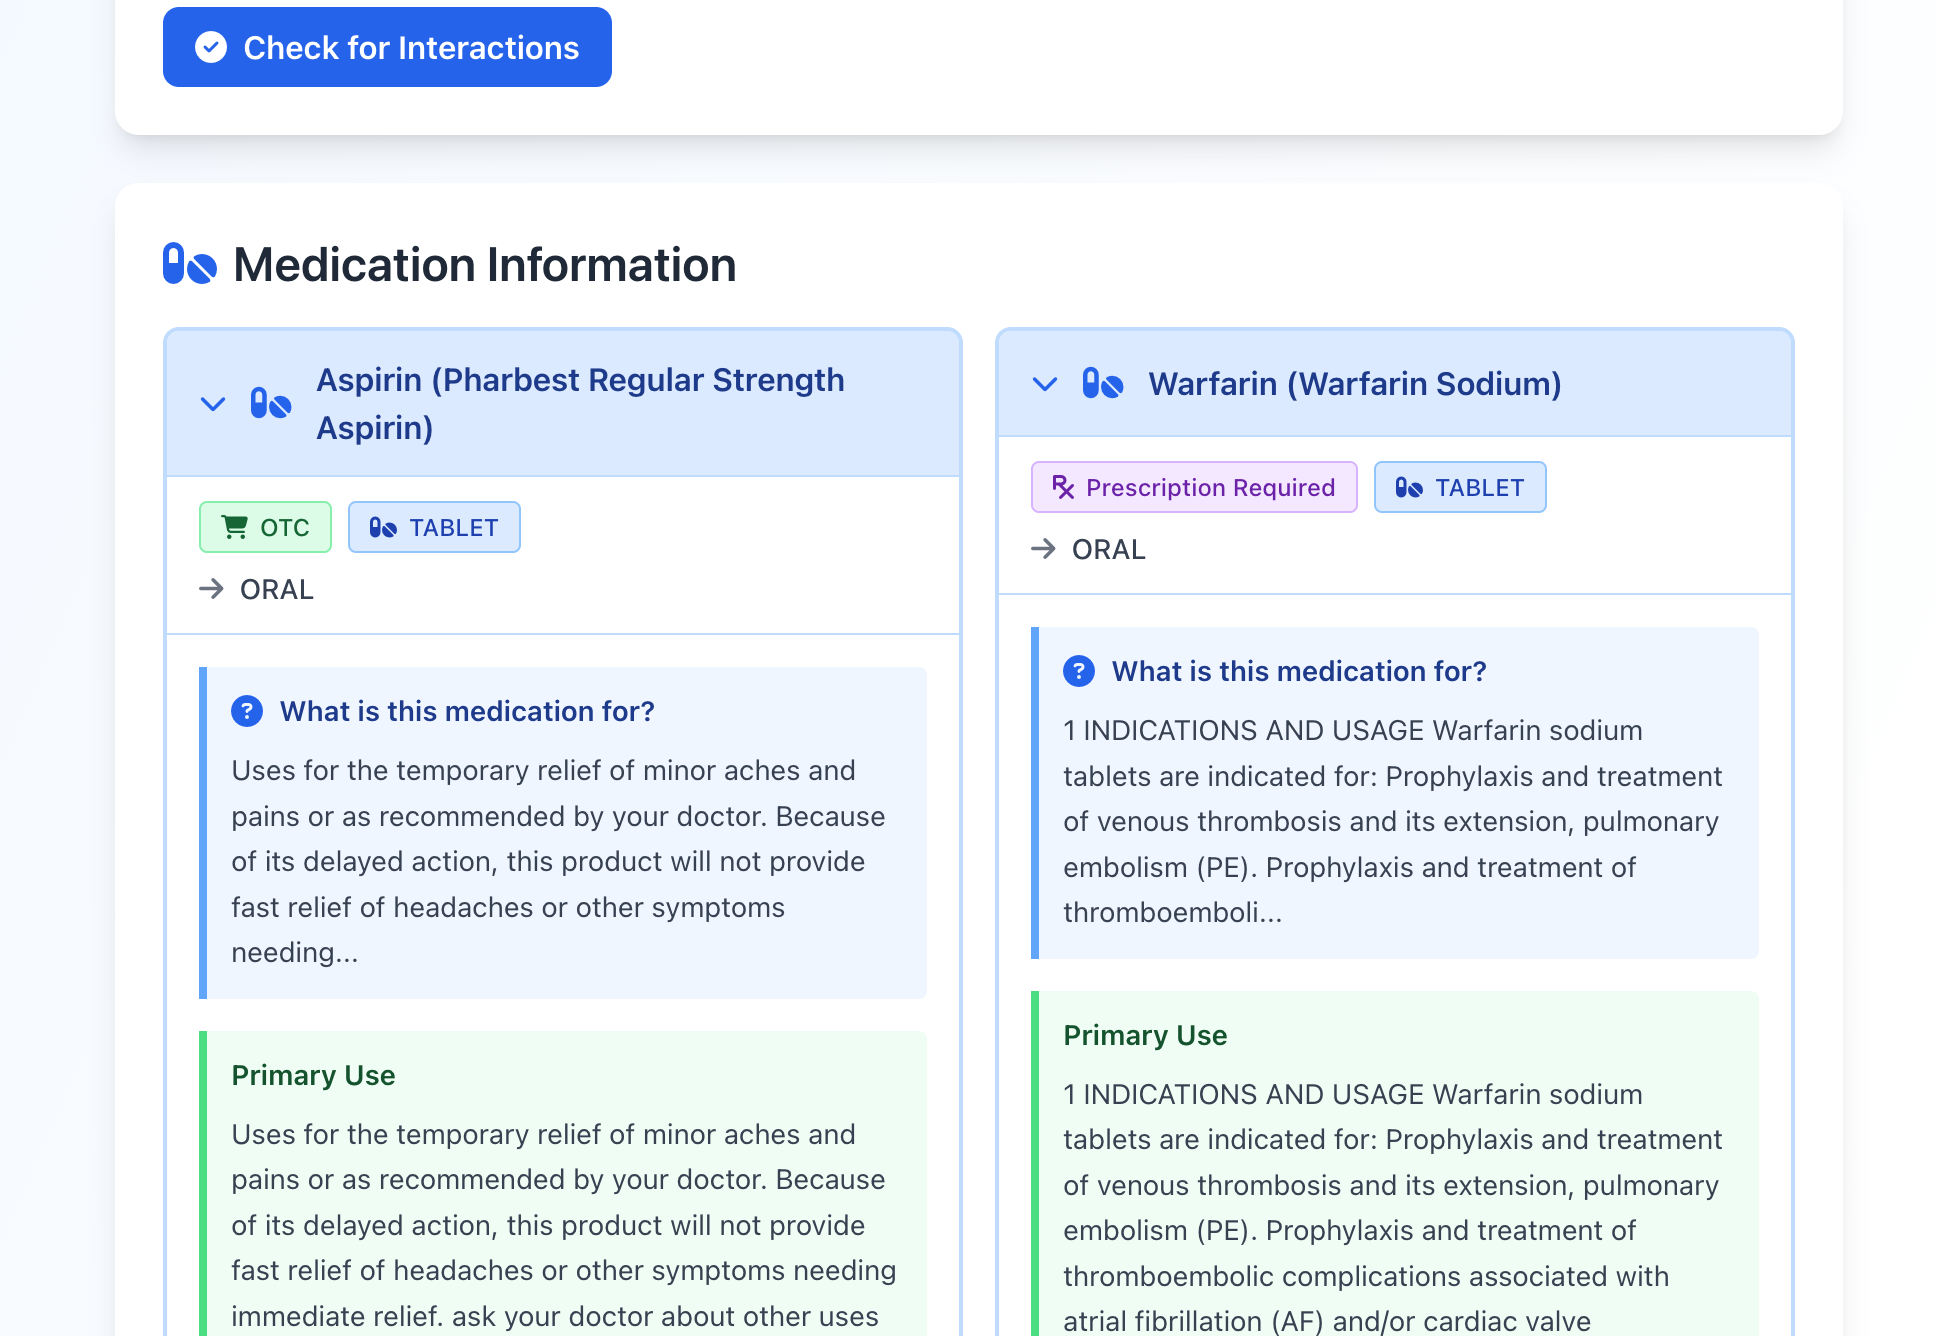 Check for Interactions
Medication Information
Aspirin (Pharbest Regular Strength
Aspirin)
OTC
TABLET
ORAL
What is this medication for?
Uses for the temporary relief of minor aches and
pains or as recommended by your doctor. Because
of its delayed action, this product will not provide
fast relief of headaches or other symptoms
needing...
Primary Use
Uses for the temporary relief of minor aches and
pains or as recommended by your doctor. Because
of its delayed action, this product will not provide
fast relief of headaches or other symptoms needing
immediate relief. ask your doctor about other uses
Warfarin (Warfarin Sodium)
Prescription Required
TABLET
ORAL
What is this medication for?
1 INDICATIONS AND USAGE Warfarin sodium
tablets are indicated for: Prophylaxis and treatment
of venous thrombosis and its extension, pulmonary
embolism (PE). Prophylaxis and treatment of
thromboemboli...
Primary Use
1 INDICATIONS AND USAGE Warfarin sodium
tablets are indicated for: Prophylaxis and treatment
of venous thrombosis and its extension, pulmonary
embolism (PE). Prophylaxis and treatment of
thromboembolic complications associated with
atrial fibrillation (AF) and/or cardiac valve